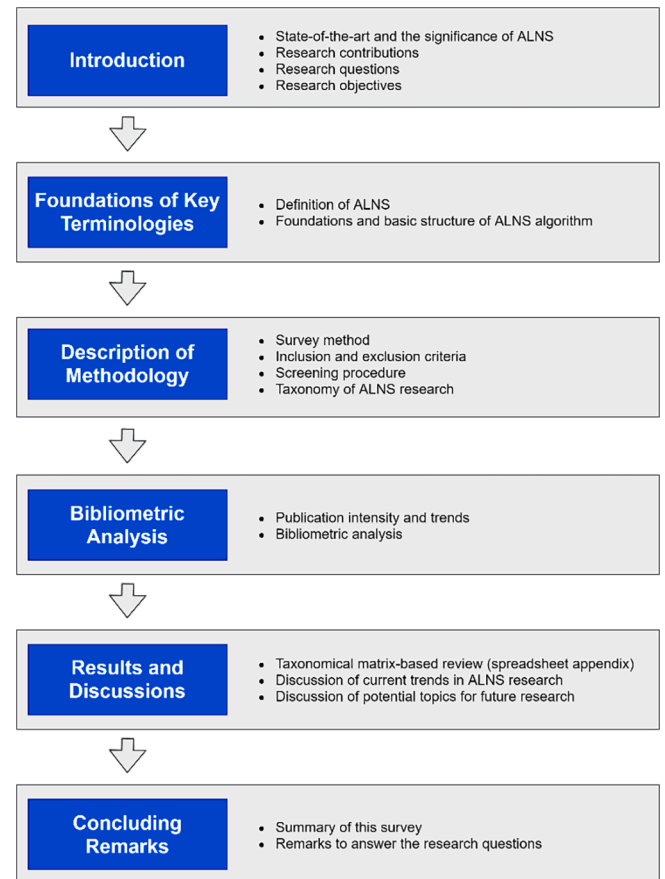 Introduction
• State-of-the-art and the significance of ALNS
• Research contributions
• Research questions
• Research objectives
Foundations of Key
Terminologies
• Definition of ALNS
• Foundations and basic structure of ALNS algorithm
Description of
Methodology
• Survey method
• Inclusion and exclusion criteria
• Screening procedure
• Taxonomy of ALNS research
Bibliometric
Analysis
• Publication intensity and trends
• Bibliometric analysis
Results and
Discussions
• Taxonomical matrix-based review (spreadsheet appendix)
• Discussion of current trends in ALNS research
• Discussion of potential topics for future research
Concluding
Remarks
• Summary of this survey
• Remarks to answer the research questions